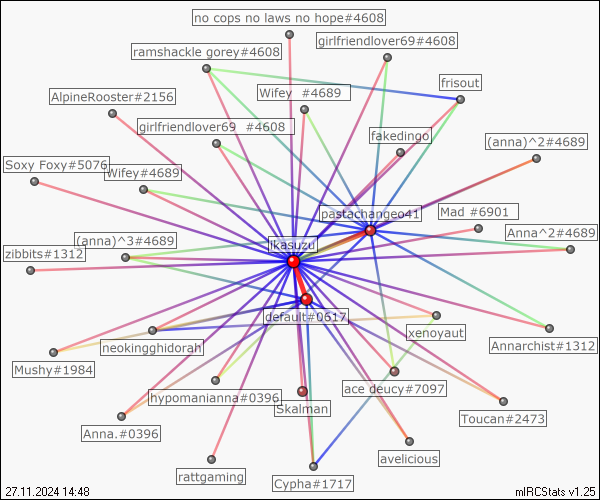 no cops no laws no hope#4608
girlfriendlover69#4608
ramshackle gorey#4608
frisout
Wifey  #4689
AlpineRooster#2156
girlfriendlover69  #4608
fakedingo
(anna)^2#4689
Soxy Foxy#5076
Wifey#4689
pastachangeo41
Mad #6901
Anna^2#4689
(anna)^3#4689
ikasuzu
zibbits#1312
default#0617
xenoyaut
neokingghidorah
Annarchist#1312
Mushy#1984
hypomanianna#0396
ace deucy#7097
Skalman
Toucan#2473
Anna.#0396
avelicious
rattgaming
Cypha#1717
27.11.2024 14:48
mIRCStats v1.25